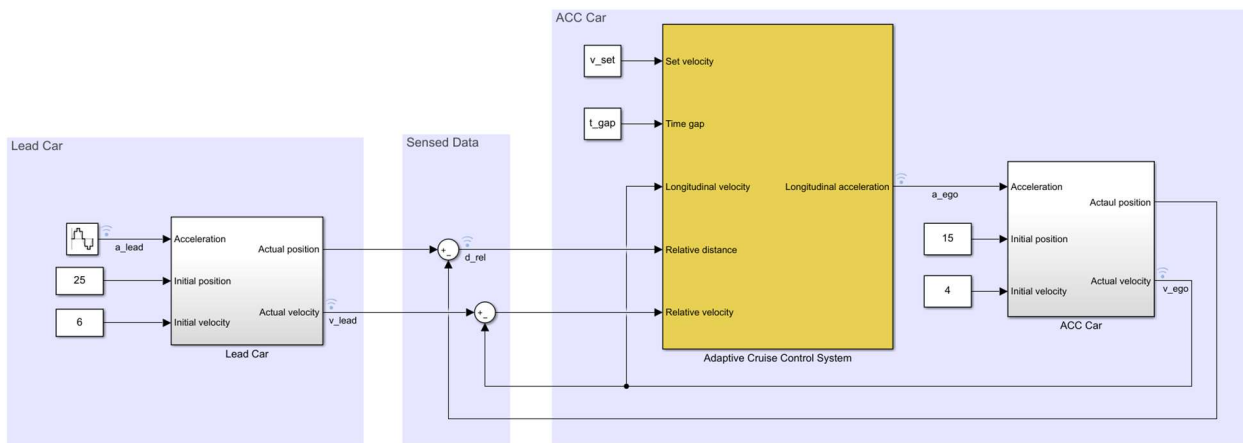 ACC Car
v_set
Set velocity
t_gap
Time gap
Lead Car
Sensed Data
Longitudinal velocity
Longitudinal acceleration
a_ego
Acceleration
Actaul position
a_lead
Acceleration
Actual position
+
−
d_rel
Relative distance
15
Initial position
25
Initial position
Actual velocity
v_ego
4
Initial velocity
6
Initial velocity
Actual velocity
v_lead
+
−
Relative velocity
ACC Car
Lead Car
Adaptive Cruise Control System